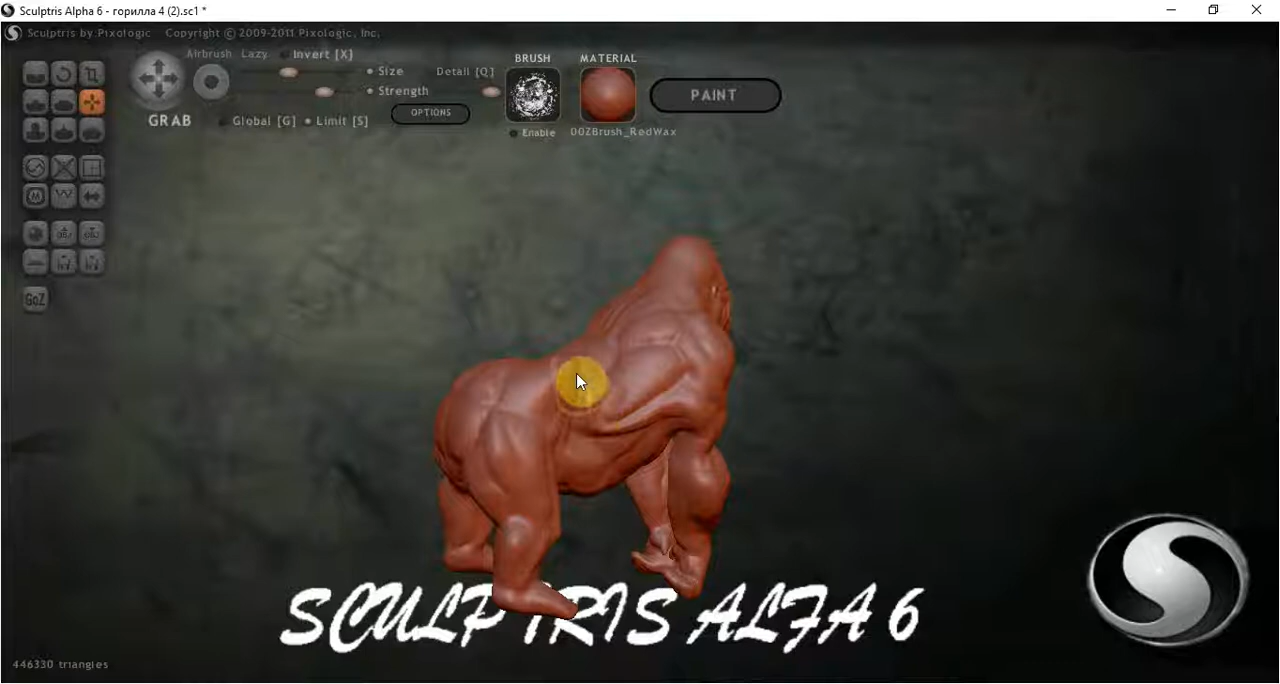 Sculptris Alpha 6 - горилла 4 (2).sc1 *
Sculptris by Pixologic Copyright © 2009-2011 Pixologic, Inc.
Airbrush Lazy Invert [X]
Size Detail [Q]
Strength
GRAB
Global [G] Limit [S]
OPTIONS
BRUSH
Enable
MATERIAL
00ZBrush_RedWax
PAINT
GoZ
SCULPTRIS ALFA 6
446330 triangles